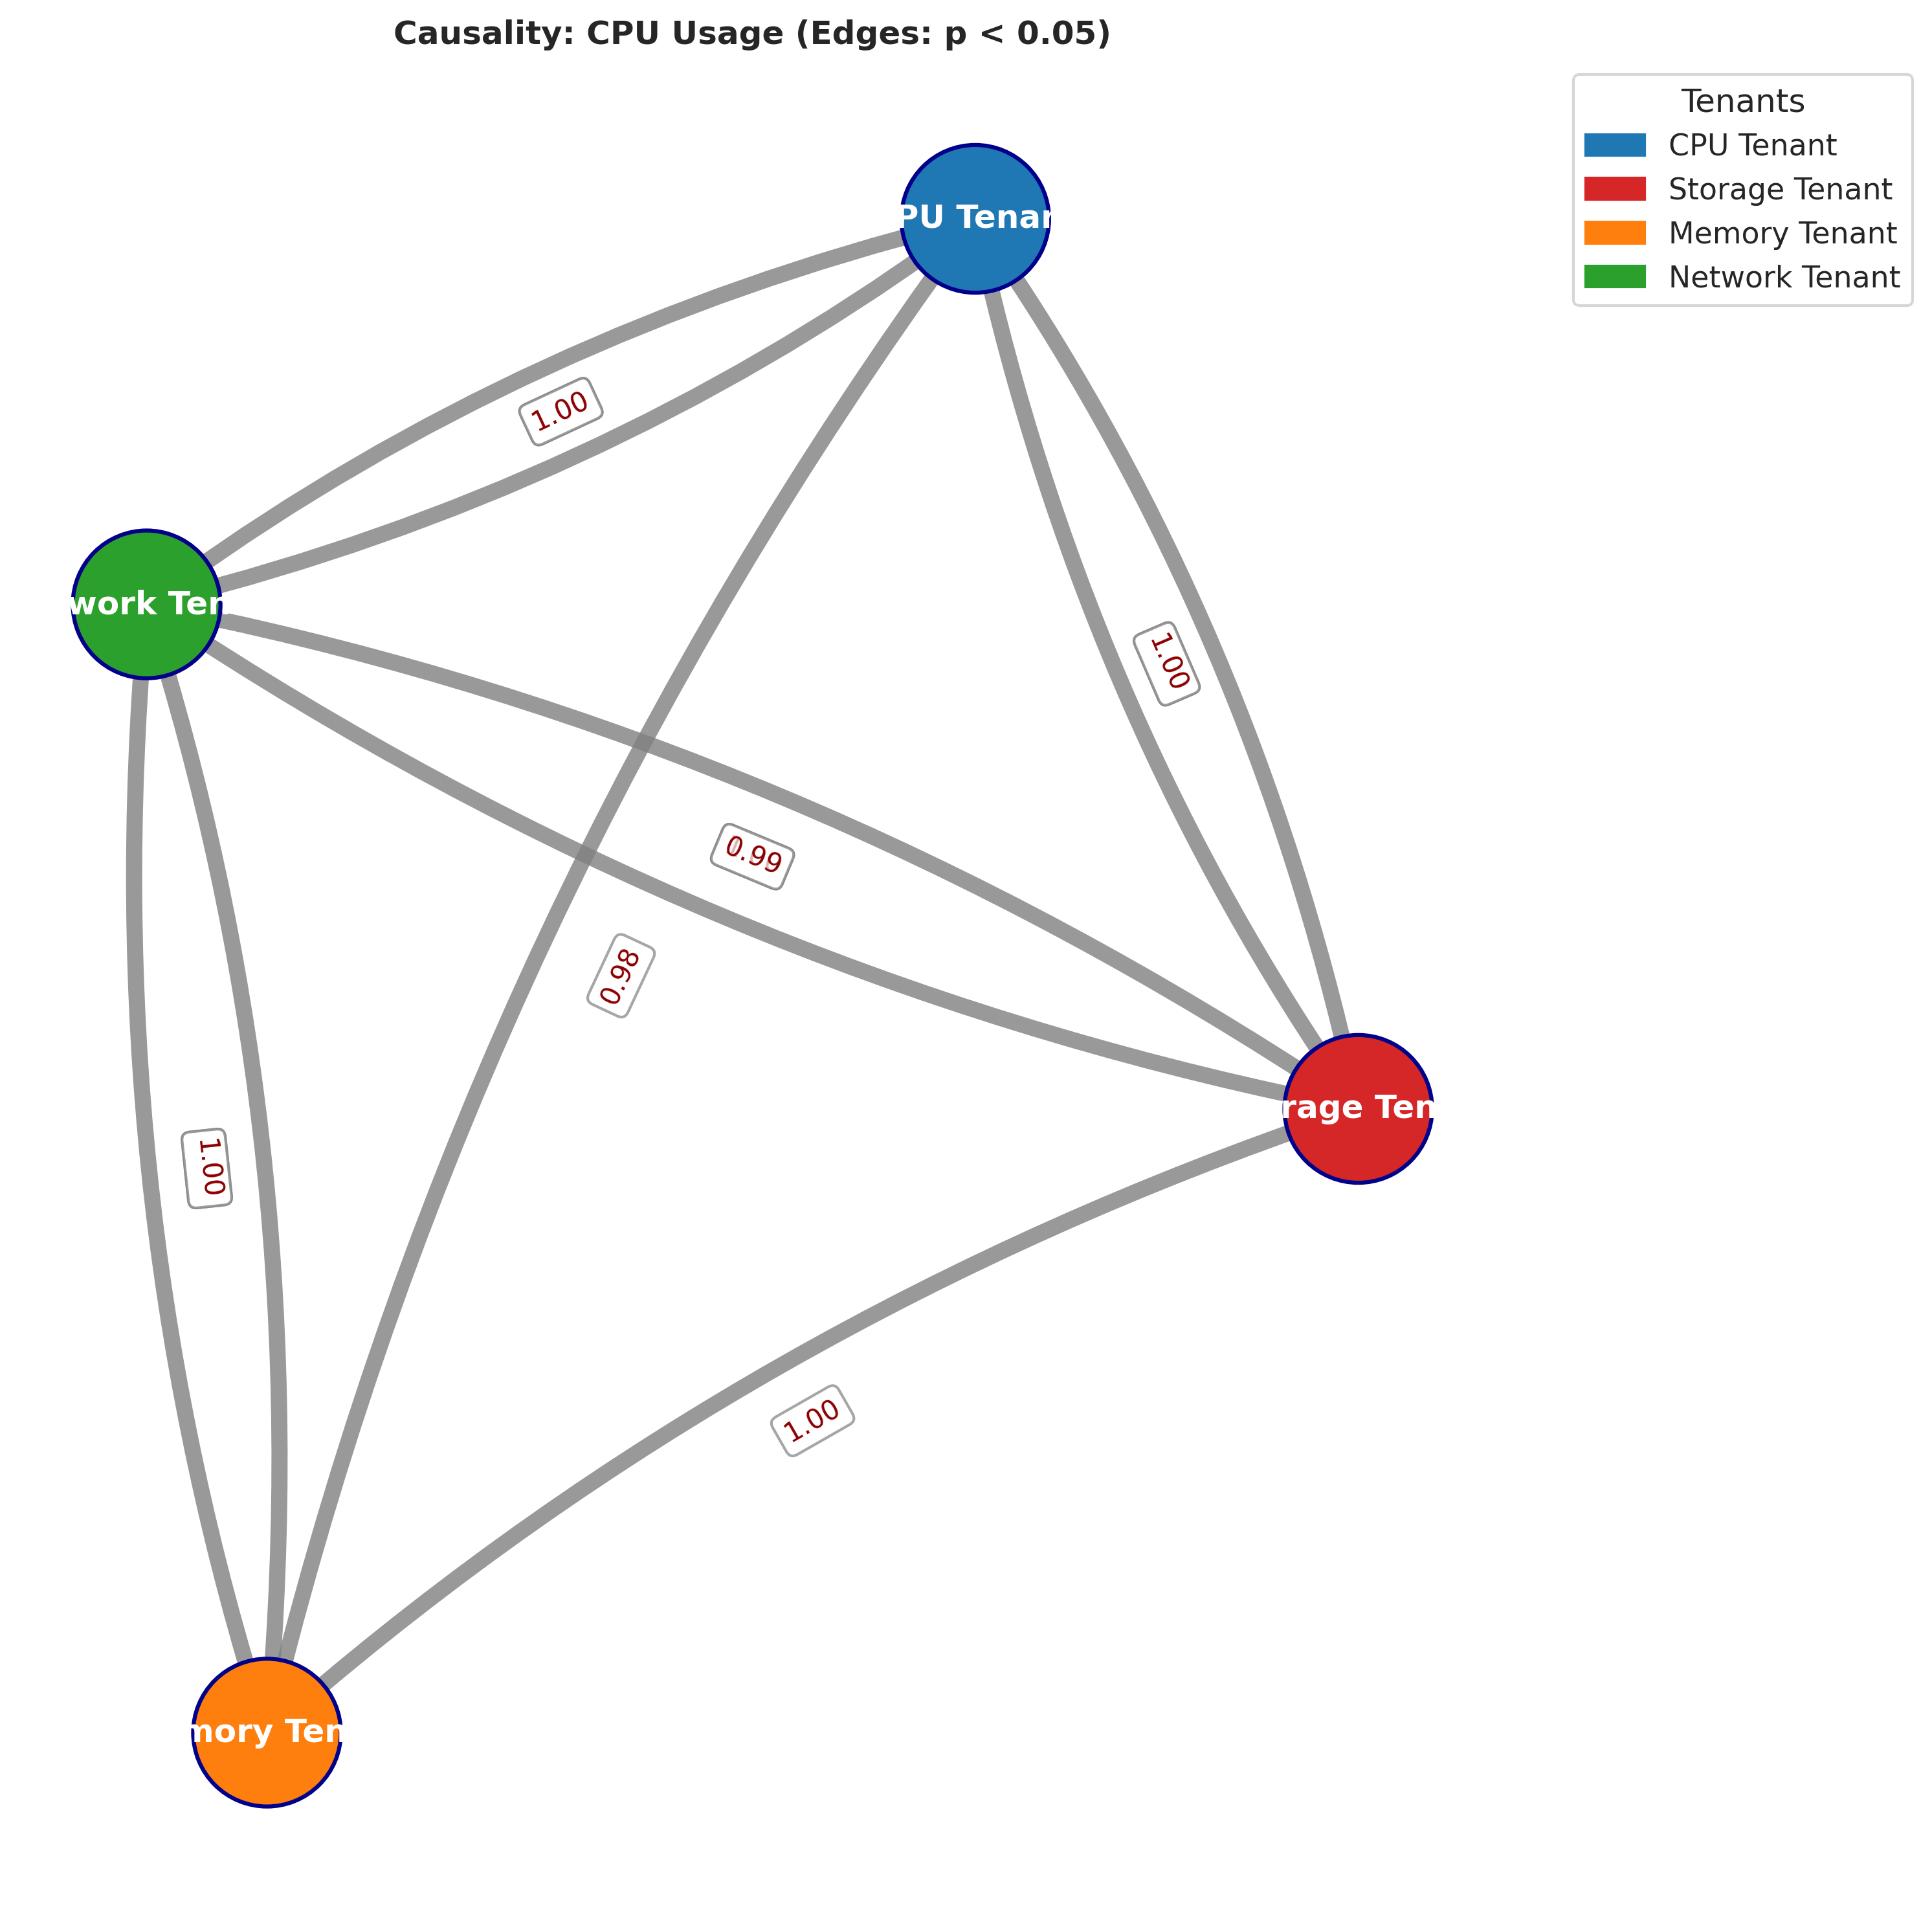 Causality: CPU Usage (Edges: p < 0.05)
Tenants
CPU Tenant
Storage Tenant
Memory Tenant
Network Tenant
PU Tenan
1.00
work Ten
1.00
0.99
0.98
rage Ten
1.00
1.00
mory Ten